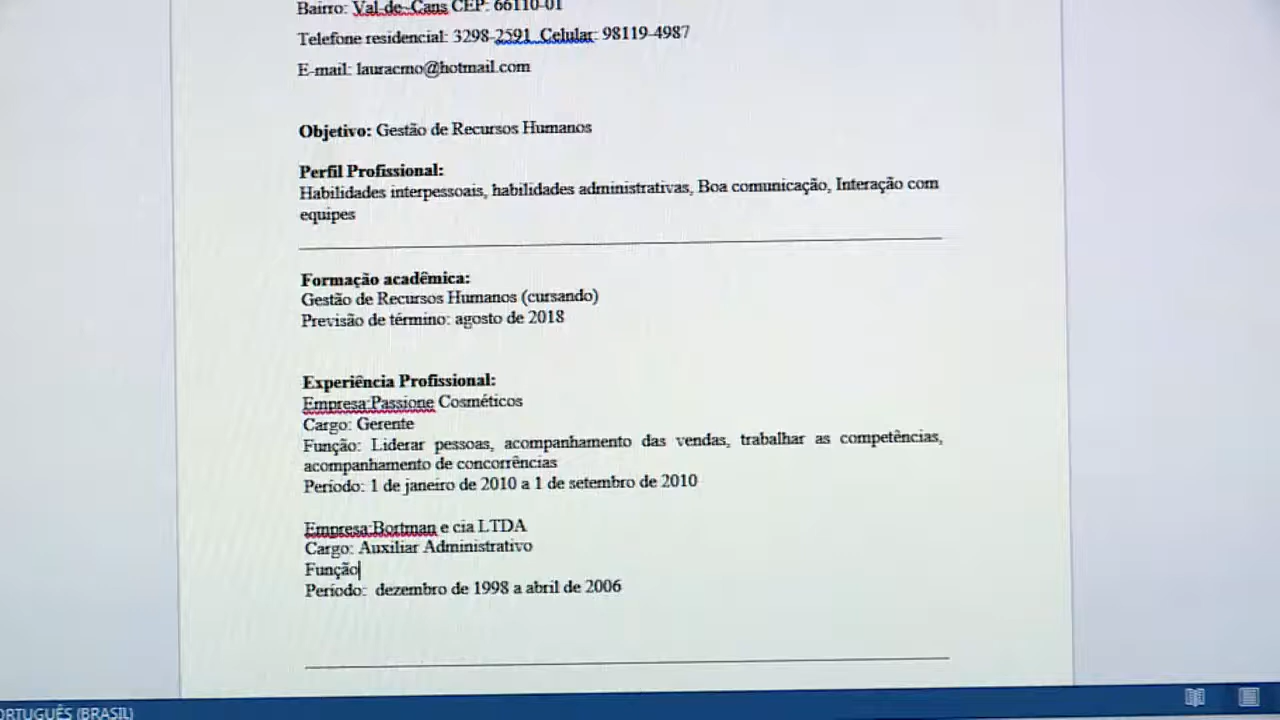 Bairro: Val-de-Cans CEP: 66110-01
Telefone residencial: 3298-2591 Celular: 98119-4987
E-mail: lauracmo@hotmail.com
Objetivo: Gestão de Recursos Humanos
Perfil Profissional:
Habilidades interpessoais, habilidades administrativas, Boa comunicação, Interação com
equipes
Formação acadêmica:
Gestão de Recursos Humanos (cursando)
Previsão de término: agosto de 2018
Experiência Profissional:
Empresa:Passione Cosméticos
Cargo: Gerente
Função: Liderar pessoas, acompanhamento das vendas, trabalhar as competências,
acompanhamento de concorrências
Período: 1 de janeiro de 2010 a 1 de setembro de 2010
Empresa:Bortman e cia LTDA
Cargo: Auxiliar Administrativo
Função
Período: dezembro de 1998 a abril de 2006
ORTUGUÊS (BRASIL)